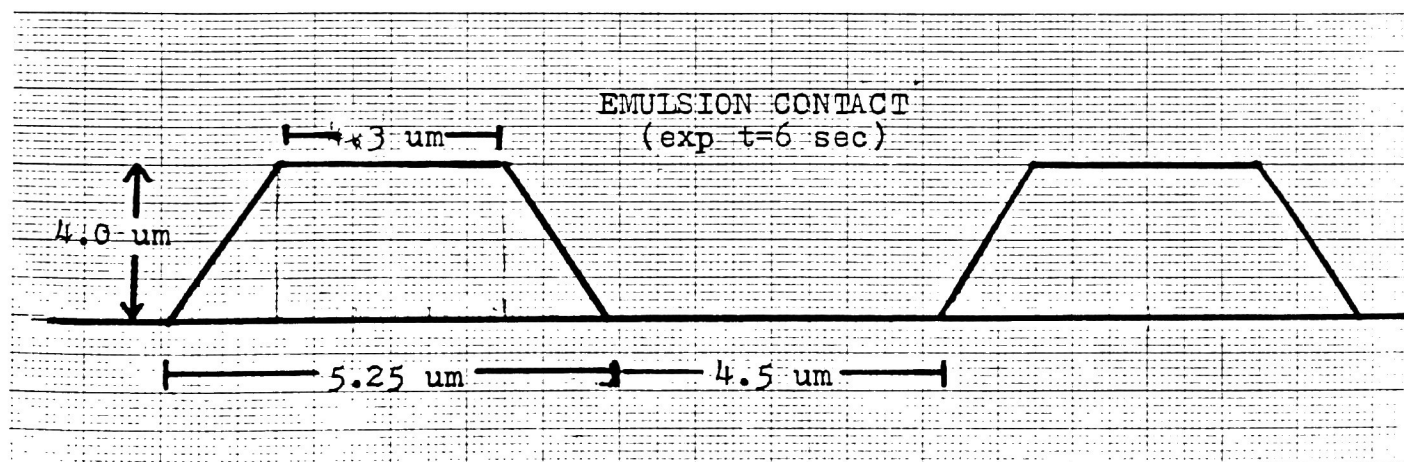 EMULSION CONTACT
(exp t=6 sec)
3 um
4.0 um
5.25 um
4.5 um